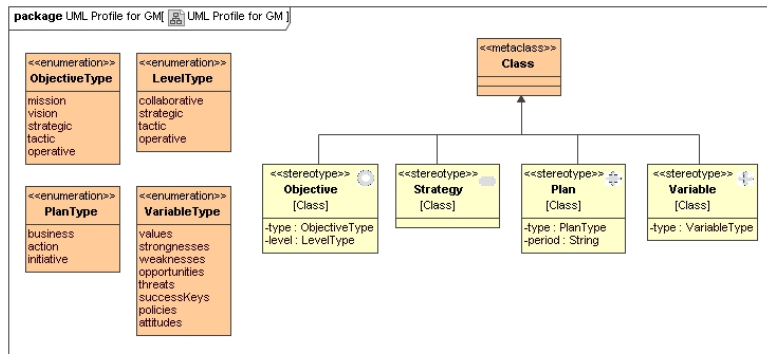 package UML Profile for GM[ UML Profile for GM ]
<<enumeration>>
ObjectiveType
mission
vision
strategic
tactic
operative
<<enumeration>>
LevelType
collaborative
strategic
tactic
operative
<<enumeration>>
PlanType
business
action
initiative
<<enumeration>>
VariableType
values
strongnesses
weaknesses
opportunities
threats
successKeys
policies
attitudes
<<metaclass>>
Class
<<stereotype>>
Objective
[Class]
-type : ObjectiveType
-level : LevelType
<<stereotype>>
Strategy
[Class]
<<stereotype>>
Plan
[Class]
-type : PlanType
-period : String
<<stereotype>>
Variable
[Class]
-type : VariableType